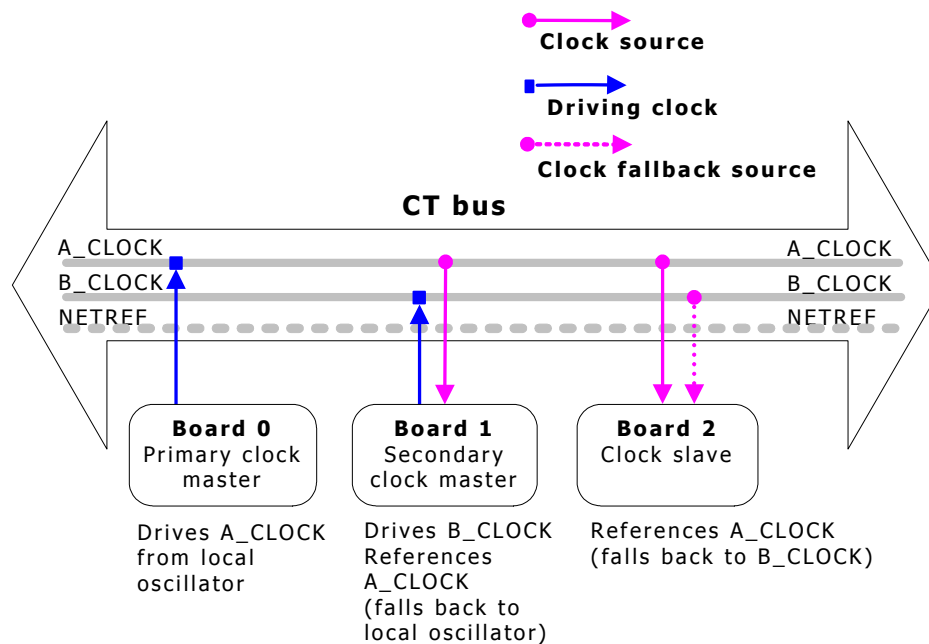 Clock source
Driving clock
Clock fallback source
CT bus
A_CLOCK A_CLOCK
B_CLOCK B_CLOCK
NETREF NETREF
Board 0
Primary clock
master
Board 1
Secondary
clock master
Board 2
Clock slave
Drives A_CLOCK
from local
oscillator
Drives B_CLOCK
References
A_CLOCK
(falls back to
local oscillator)
References A_CLOCK
(falls back to B_CLOCK)